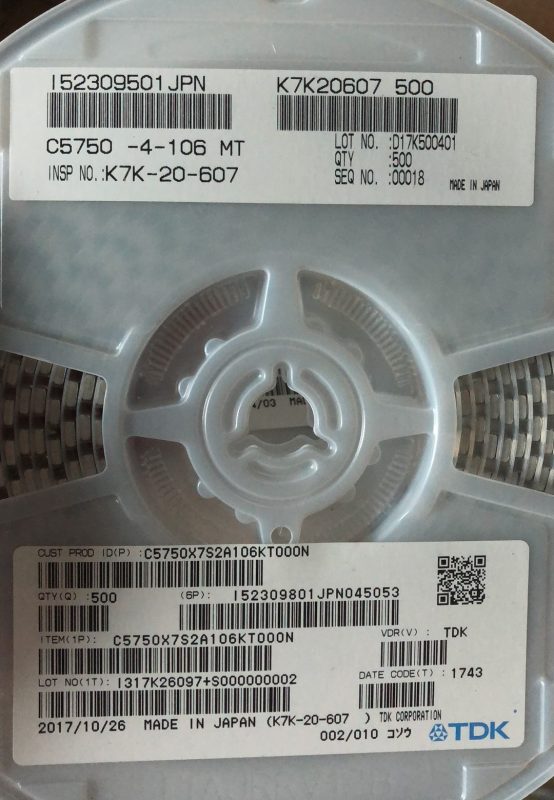 I52309501JPN K7K20607 500
C5750 -4-106 MT LOT NO. :D17K500401
QTY :500
INSP NO.:K7K-20-607 SEQ NO. :00018 MADE IN JAPAN
CUST PROD ID(P) :C5750X7S2A106KT000N
QTY(Q) :500 (6P): I52309801JPN045053
ITEM(1P): C5750X7S2A106KT000N VDR(V) : TDK
LOT NO(1T): I317K26097+S000000002 DATE CODE(T) : 1743
2017/10/26 MADE IN JAPAN (K7K-20-607 ) TDK CORPORATION
002/010 コソウ TDK